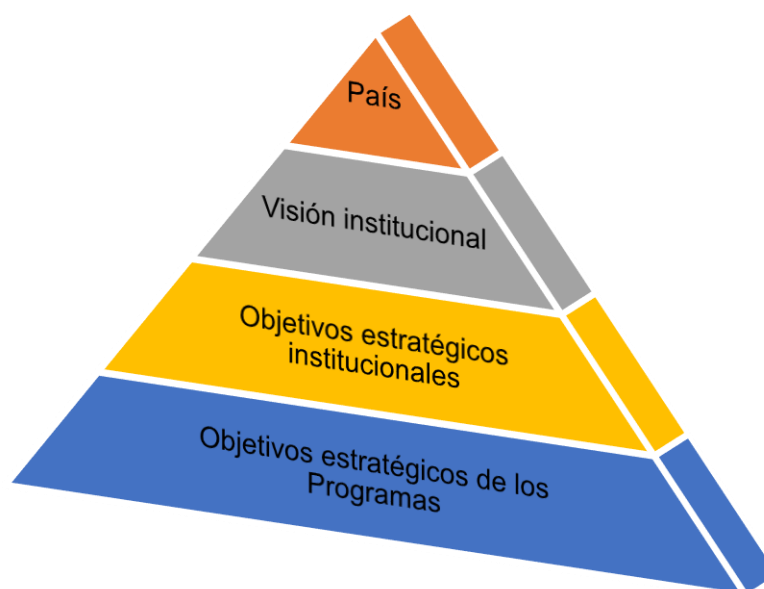 País
Visión institucional
Objetivos estratégicos
institucionales
Objetivos estratégicos de los
Programas